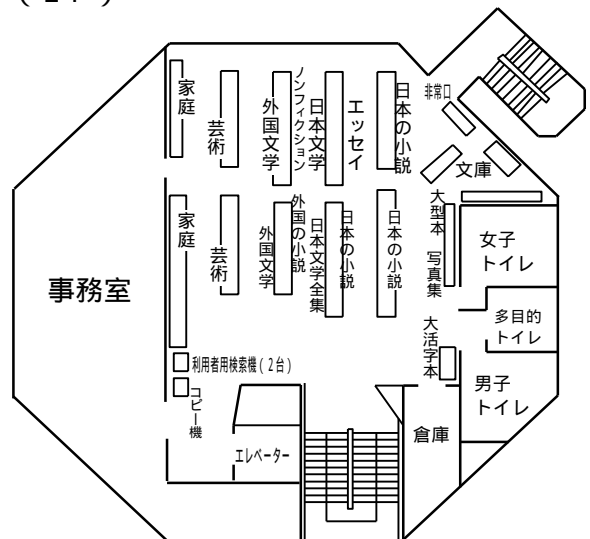 家庭
芸術
外国文学
ノンフィクション
日本文学
エッセイ
日本の小説
非常口
文庫
家庭
芸術
外国文学
外国の小説
日本文学全集
日本の小説
日本の小説
大型本 写真集
女子
トイレ
多目的
トイレ
男子
トイレ
大活字本
倉庫
事務室
利用者用検索機(2台)
コピー機
エレベーター